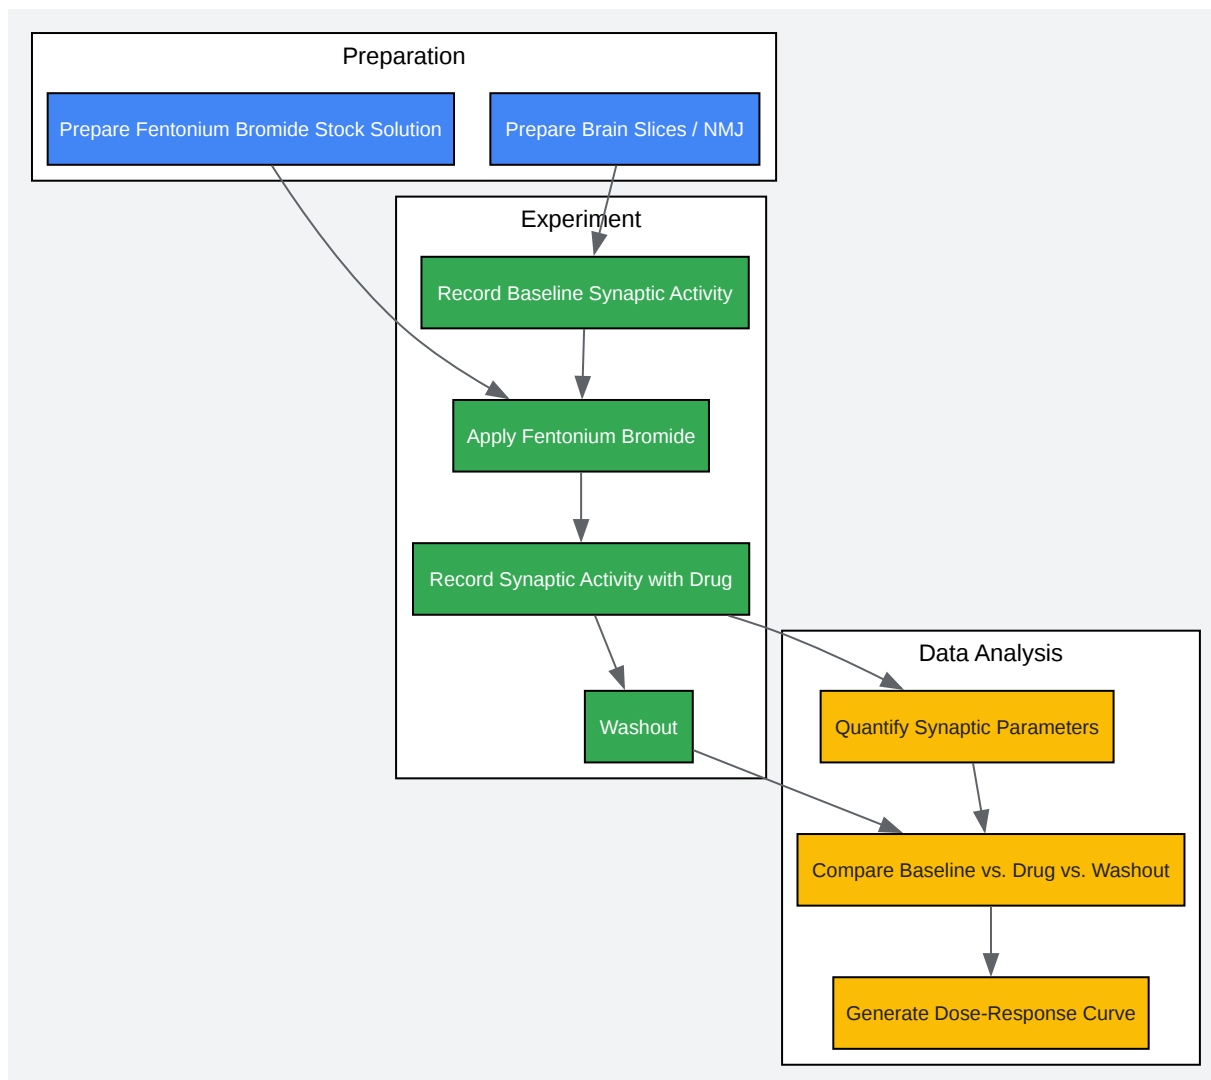 Preparation
Prepare Fentonium Bromide Stock Solution
Prepare Brain Slices / NMJ
Experiment
Record Baseline Synaptic Activity
Apply Fentonium Bromide
Record Synaptic Activity with Drug
Washout
Data Analysis
Quantify Synaptic Parameters
Compare Baseline vs. Drug vs. Washout
Generate Dose-Response Curve